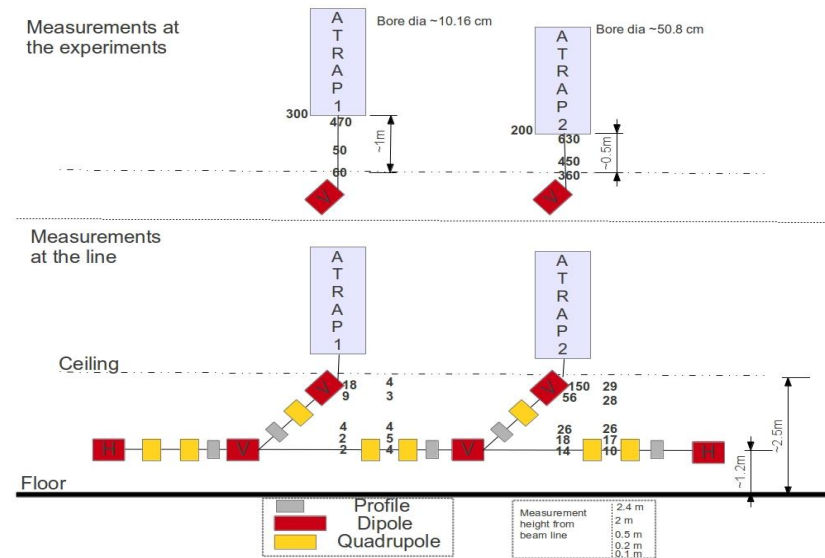 Measurements at
the experiments
Bore dia ~10.16 cm
Bore dia ~50.8 cm
A
T
R
A
P
1
A
T
R
A
P
2
300
470
50
60
~1m
200
630
450
360
~0.5m
V
V
Measurements
at the line
A
T
R
A
P
1
A
T
R
A
P
2
Ceiling
V
18
9
4
3
V
150
56
29
28
4
2
2
4
5
4
26
18
14
26
17
10
H
V
V
H
~2.5m
~1.2m
Floor
Profile
Dipole
Quadrupole
Measurement
height from
beam line
2.4 m
2 m
0.5 m
0.2 m
0.1 m